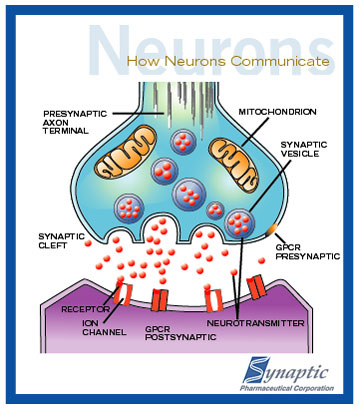 Neurons
How Neurons Communicate
PRESYNAPTIC
AXON
TERMINAL
MITOCHONDRION
SYNAPTIC
VESICLE
SYNAPTIC
CLEFT
GPCR
PRESYNAPTIC
RECEPTOR
ION
CHANNEL
GPCR
POSTSYNAPTIC
NEUROTRANSMITTER
Synaptic
Pharmaceutical Corporation